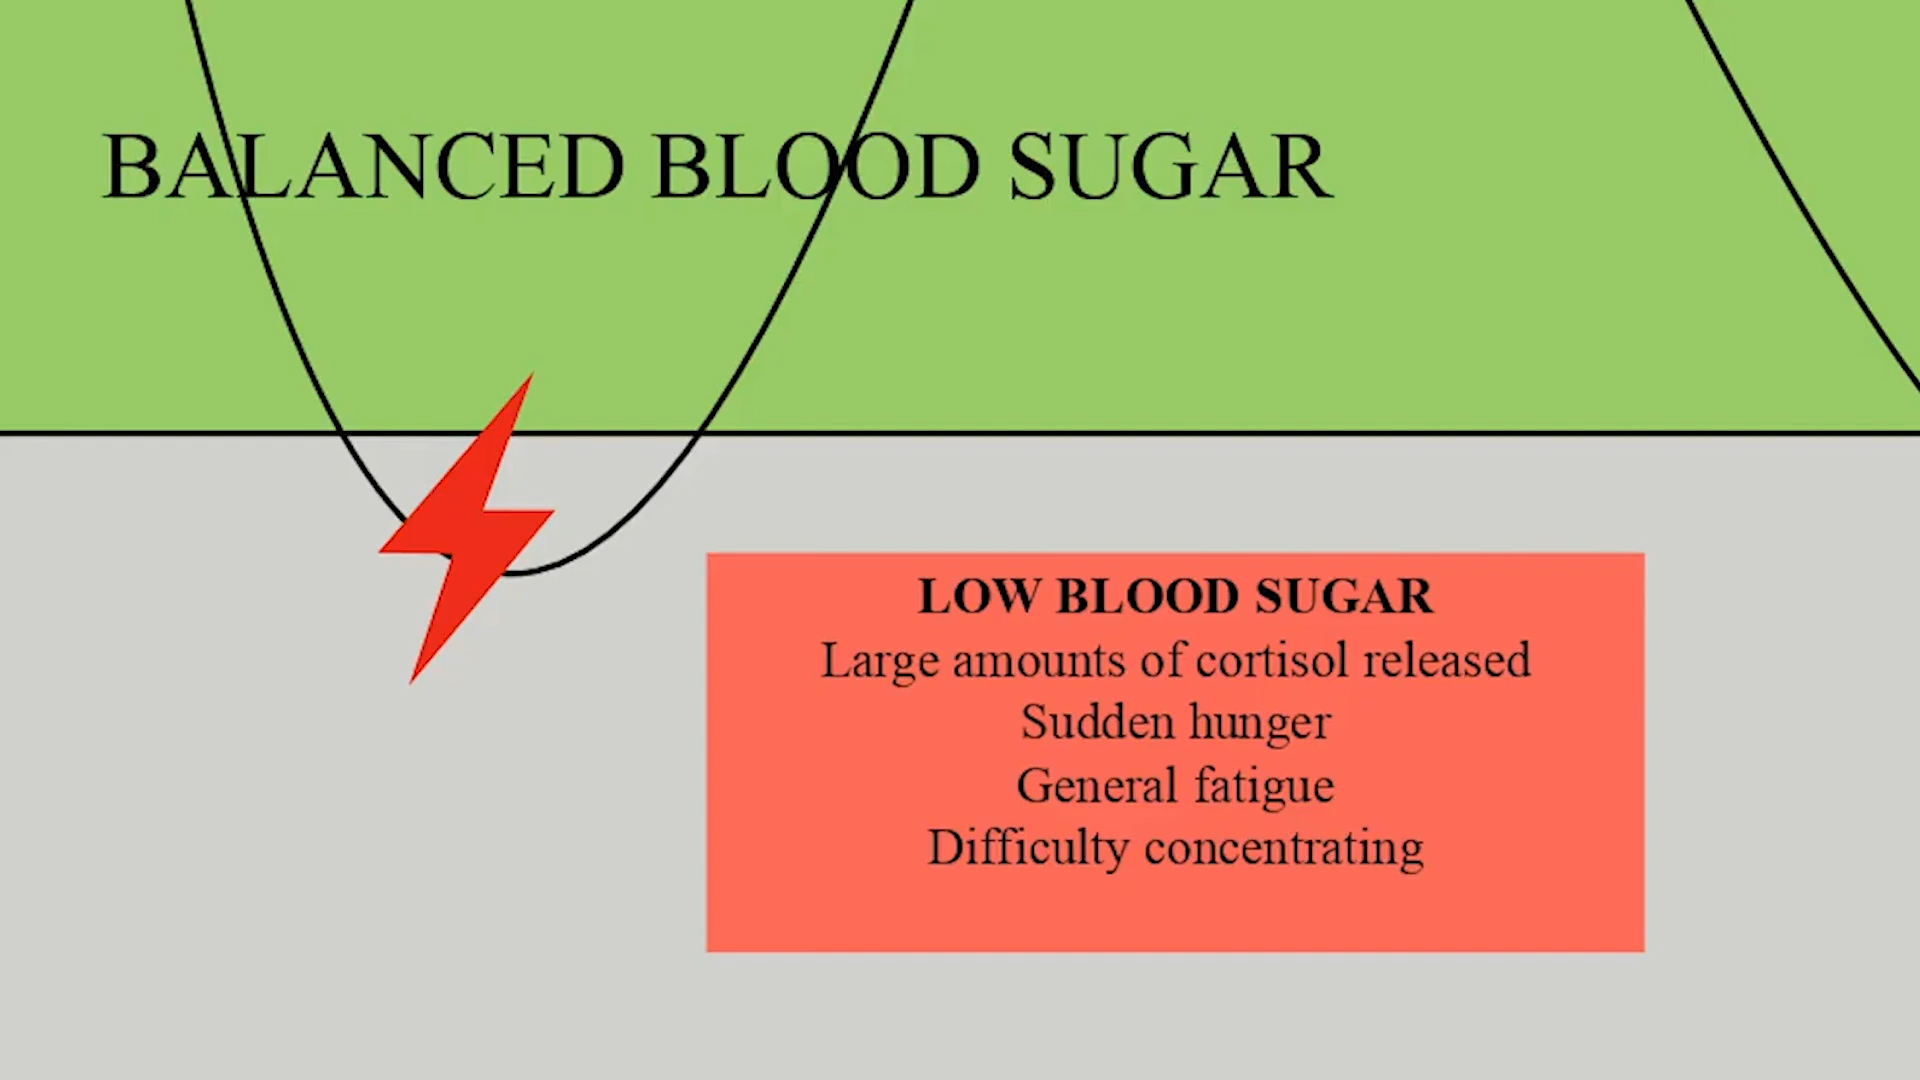 BALANCED BLOOD SUGAR
LOW BLOOD SUGAR
Large amounts of cortisol released
Sudden hunger
General fatigue
Difficulty concentrating